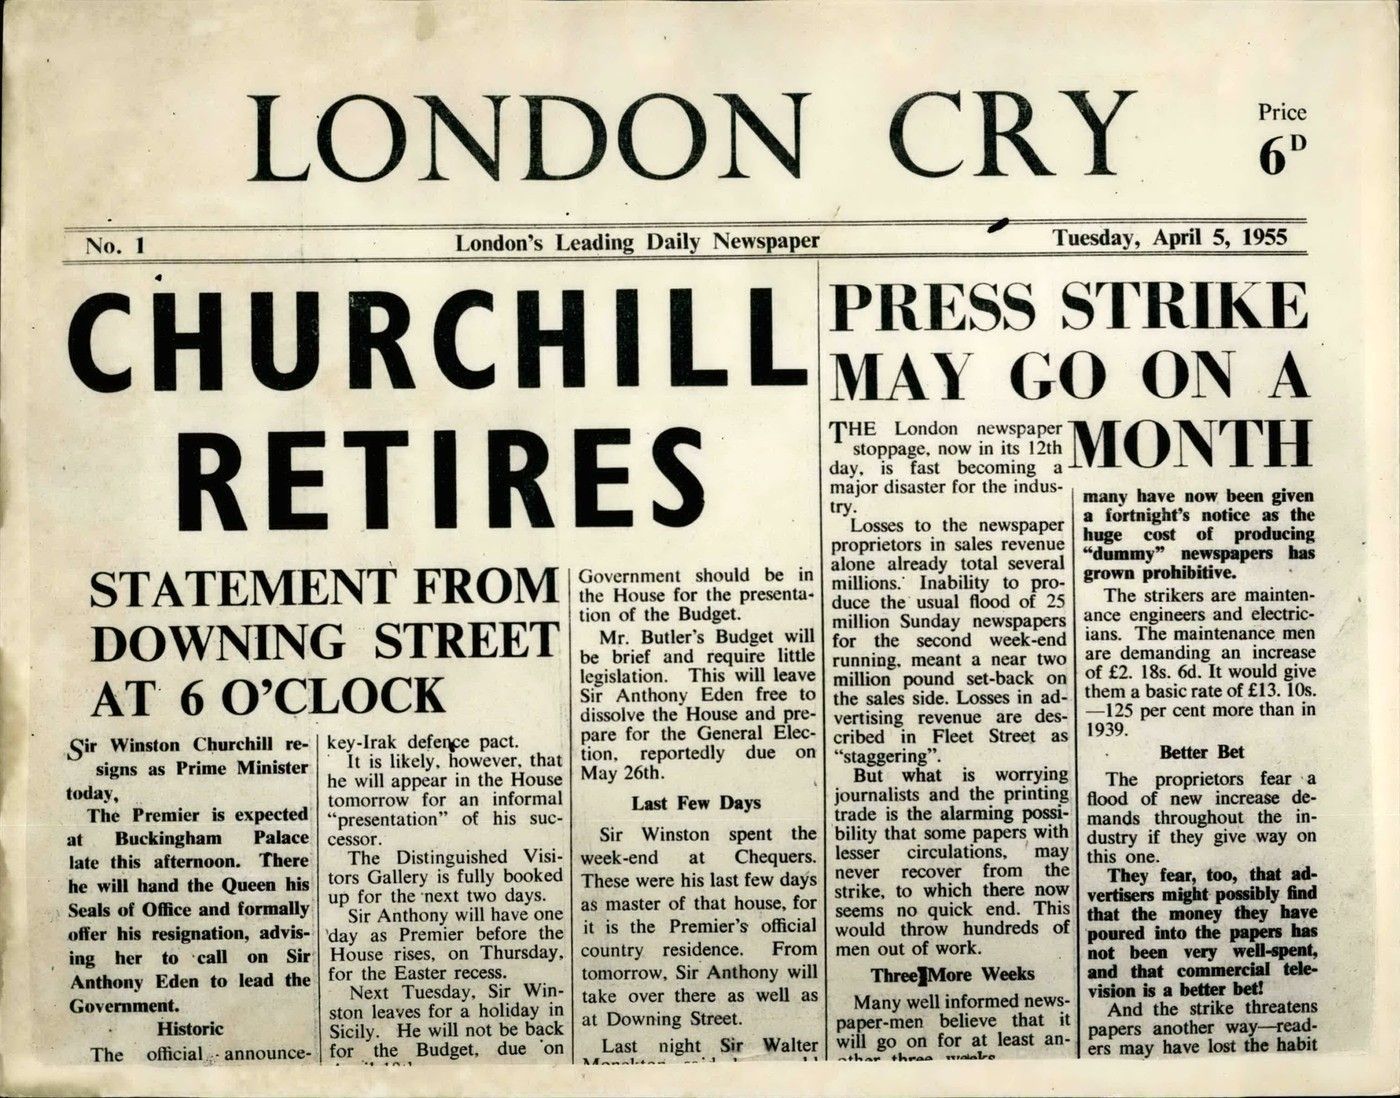 LONDON CRY
Price
6D
No. 1
London's Leading Daily Newspaper
Tuesday, April 5, 1955
CHURCHILL
RETIRES
STATEMENT FROM
DOWNING STREET
AT 6 O'CLOCK
Sir Winston Churchill re-
signs as Prime Minister
today,
The Premier is expected
at Buckingham Palace
late this afternoon. There
he will hand the Queen his
Seals of Office and formally
offer his resignation, advis-
ing her to call on Sir
Anthony Eden to lead the
Government.
Historic
The official announce-
key-Irak defence pact.
It is likely, however, that
he will appear in the House
tomorrow for an informal
"presentation" of his suc-
cessor.
The Distinguished Visi-
tors Gallery is fully booked
up for the next two days.
Sir Anthony will have one
day as Premier before the
House rises, on Thursday,
for the Easter recess.
Next Tuesday, Sir Win-
ston leaves for a holiday in
Sicily. He will not be back
for the Budget, due on
Government should be in
the House for the presenta-
tion of the Budget.
Mr. Butler's Budget will
be brief and require little
legislation. This will leave
Sir Anthony Eden free to
dissolve the House and pre-
pare for the General Elec-
tion, reportedly due on
May 26th.
Last Few Days
Sir Winston spent the
week-end at Chequers.
These were his last few days
as master of that house, for
it is the Premier's official
country residence. From
tomorrow, Sir Anthony will
take over there as well as
at Downing Street.
Last night Sir Walter
PRESS STRIKE
MAY GO ON A
MONTH
THE London newspaper
stoppage, now in its 12th
day, is fast becoming a
major disaster for the indus-
try.
Losses to the newspaper
proprietors in sales revenue
alone already total several
millions. Inability to pro-
duce the usual flood of 25
million Sunday newspapers
for the second week-end
running, meant a near two
million pound set-back on
the sales side. Losses in ad-
vertising revenue are des-
cribed in Fleet Street as
"staggering".
But what is worrying
journalists and the printing
trade is the alarming possi-
bility that some papers with
lesser circulations, may
never recover from the
strike, to which there now
seems no quick end. This
would throw hundreds of
men out of work.
Three More Weeks
Many well informed news-
paper-men believe that it
will go on for at least an-
other three weeks
many have now been given
a fortnight's notice as the
huge cost of producing
"dummy" newspapers has
grown prohibitive.
The strikers are mainten-
ance engineers and electric-
ians. The maintenance men
are demanding an increase
of £2. 18s. 6d. It would give
them a basic rate of £13. 10s.
—125 per cent more than in
1939.
Better Bet
The proprietors fear a
flood of new increase de-
mands throughout the in-
dustry if they give way on
this one.
They fear, too, that ad-
vertisers might possibly find
that the money they have
poured into the papers has
not been very well-spent,
and that commercial tele-
vision is a better bet!
And the strike threatens
papers another way—read-
ers may have lost the habit